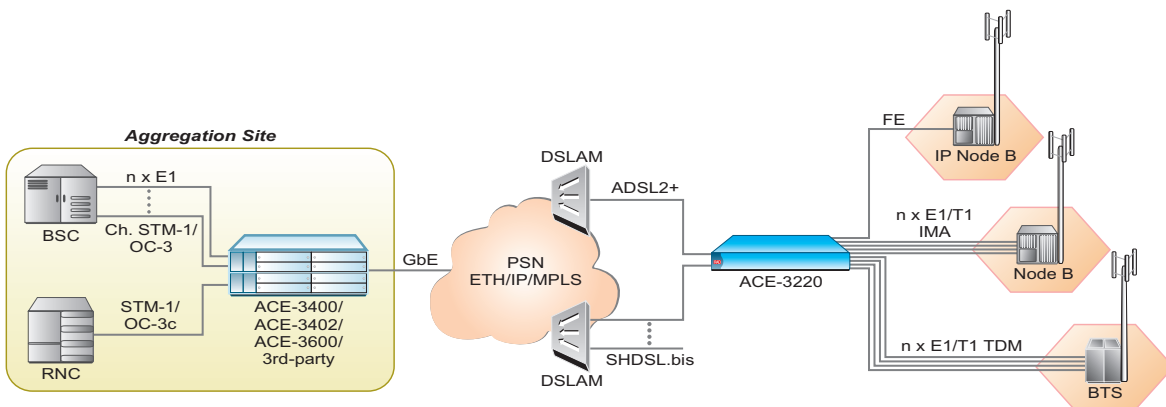 Aggregation Site
n x E1
BSC
Ch. STM-1/
OC-3
STM-1/
OC-3c
RNC
ACE-3400/
ACE-3402/
ACE-3600/
3rd-party
GbE
PSN
ETH/IP/MPLS
DSLAM
ADSL2+
DSLAM
SHDSL.bis
ACE-3220
FE
IP Node B
n x E1/T1
IMA
Node B
n x E1/T1 TDM
BTS